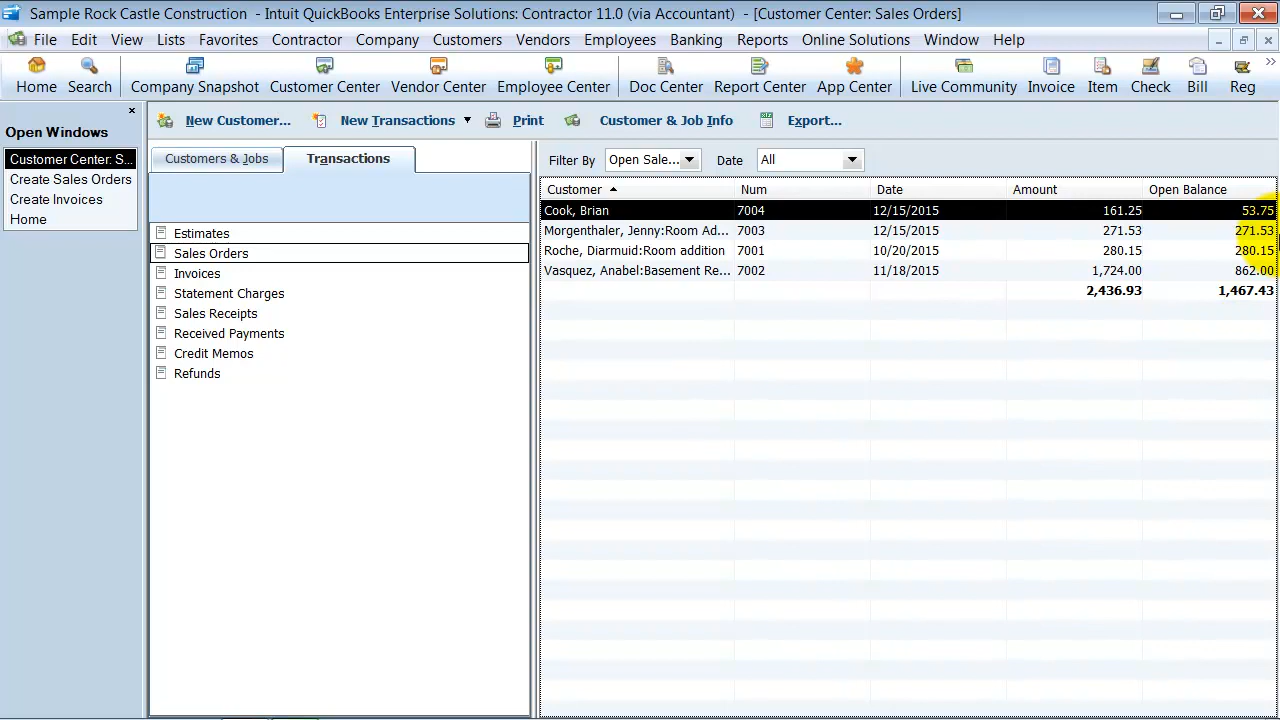 Sample Rock Castle Construction - Intuit QuickBooks Enterprise Solutions: Contractor 11.0 (via Accountant) - [Customer Center: Sales Orders]
File Edit View Lists Favorites Contractor Company Customers Vendors Employees Banking Reports Online Solutions Window Help
Home Search Company Snapshot Customer Center Vendor Center Employee Center Doc Center Report Center App Center Live Community Invoice Item Check Bill Reg
Open Windows
Customer Center: S...
Create Sales Orders
Create Invoices
Home
New Customer... New Transactions Print Customer & Job Info Export...
Customers & Jobs Transactions
Estimates
Sales Orders
Invoices
Statement Charges
Sales Receipts
Received Payments
Credit Memos
Refunds
Filter By Open Sale... Date All
Customer Num Date Amount Open Balance
Cook, Brian 7004 12/15/2015 161.25 53.75
Morgenthaler, Jenny:Room Ad... 7003 12/15/2015 271.53 271.53
Roche, Diarmuid:Room addition 7001 10/20/2015 280.15 280.15
Vasquez, Anabel:Basement Re... 7002 11/18/2015 1,724.00 862.00
2,436.93 1,467.43